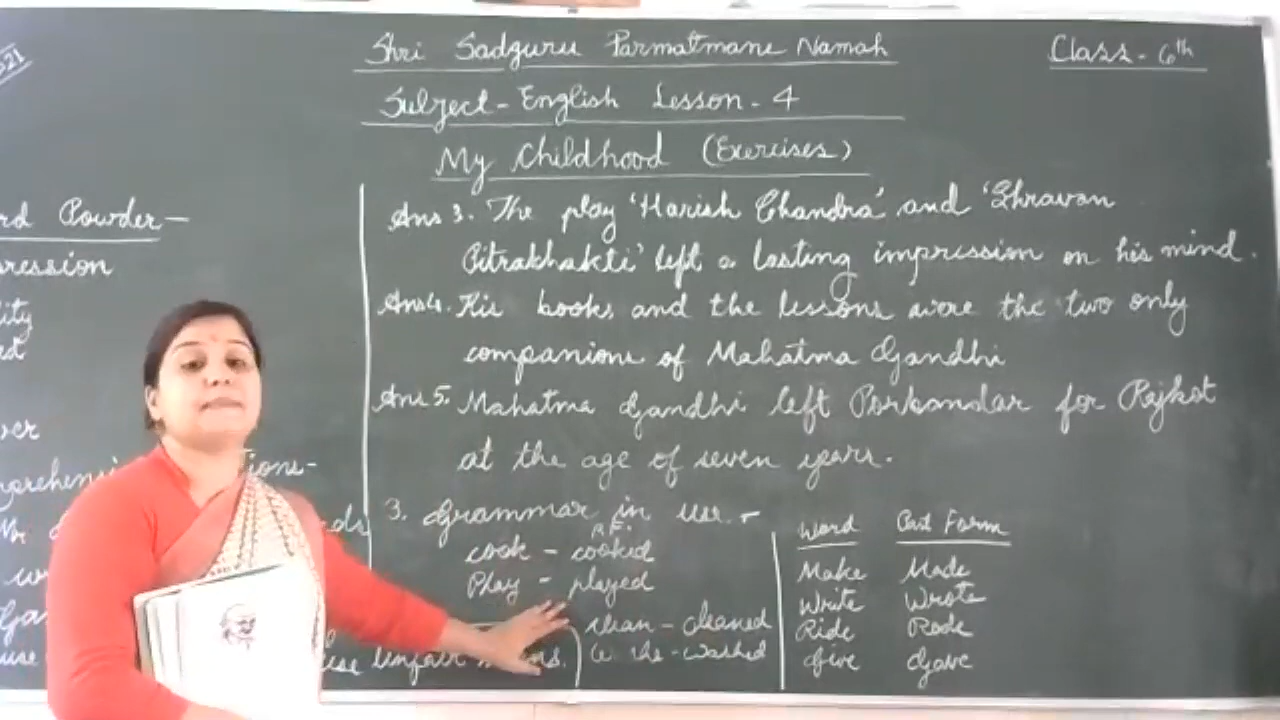 21
Shri Sadguru Parmatmane Namah
Class - 6th
Subject - English Lesson - 4
My Childhood (Exercises)
Powder —
ression
ity
Ans 3. The play 'Harish Chandra' and 'Shravan
Pitrabhakti' left a lasting impression on his mind.
Ans 4. His books and the lessons were the two only
companions of Mahatma Gandhi
Ans 5. Mahatma Gandhi left Porbandar for Rajkot
at the age of seven years.
3. Grammar in use. -
cook - cooked
Play - played
clean - cleaned
washed
unfair
Word Past Form
Make Made
Write Wrote
Ride Rode
Give Gave